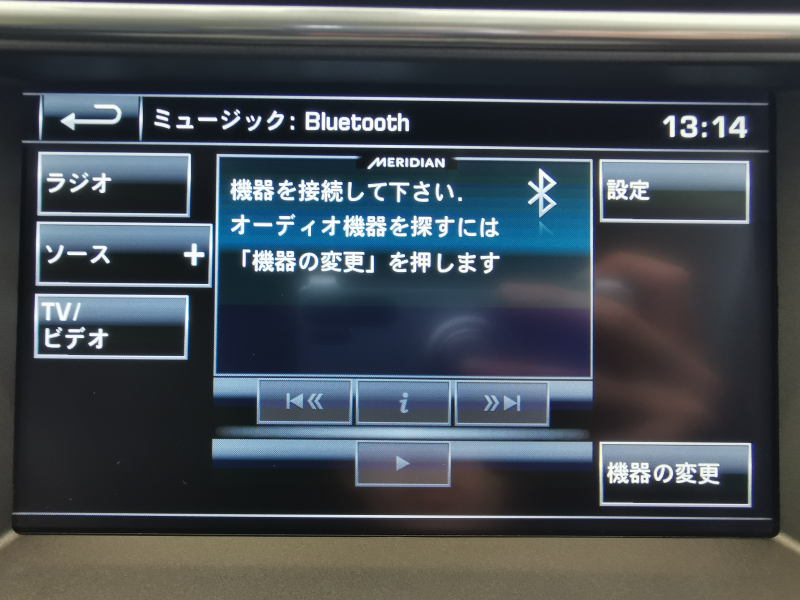 ミュージック: Bluetooth
13:14
ラジオ
ソース +
TV/
ビデオ
MERIDIAN
機器を接続して下さい.
オーディオ機器を探すには
「機器の変更」を押します
i
設定
機器の変更